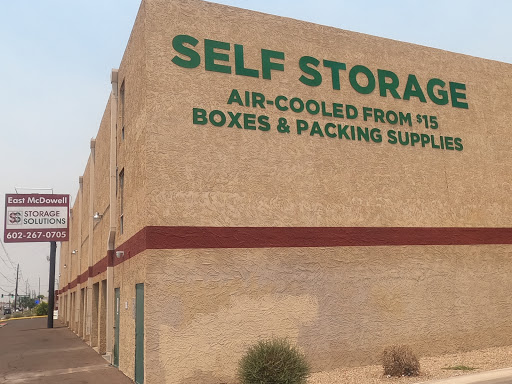 SELF STORAGE
AIR-COOLED FROM $15
BOXES & PACKING SUPPLIES
East McDowell
SS STORAGE
SOLUTIONS
602-267-0705